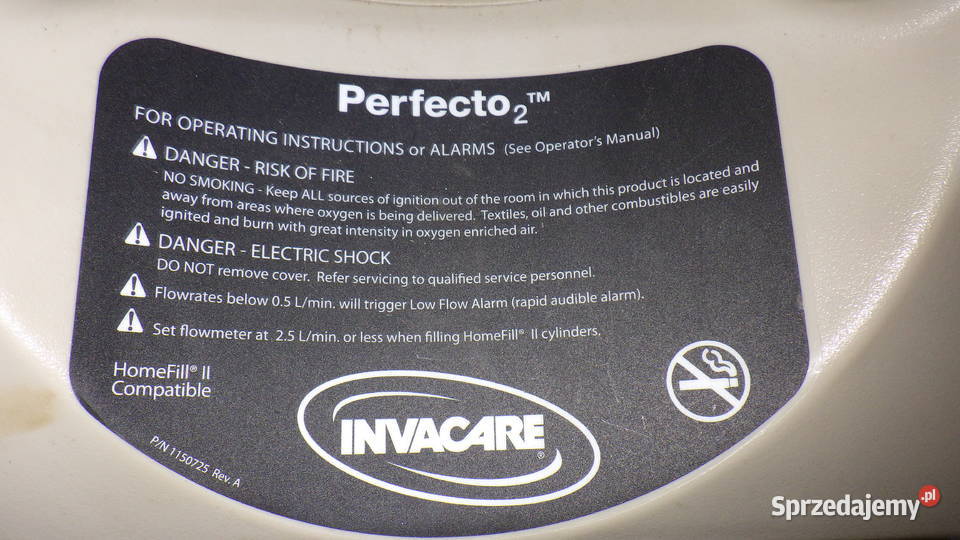 Perfecto2™
FOR OPERATING INSTRUCTIONS or ALARMS (See Operator's Manual)
DANGER - RISK OF FIRE
NO SMOKING - Keep ALL sources of ignition out of the room in which this product is located and
away from areas where oxygen is being delivered. Textiles, oil and other combustibles are easily
ignited and burn with great intensity in oxygen enriched air.
DANGER - ELECTRIC SHOCK
DO NOT remove cover. Refer servicing to qualified service personnel.
Flowrates below 0.5 L/min. will trigger Low Flow Alarm (rapid audible alarm).
Set flowmeter at 2.5 L/min. or less when filling HomeFill® II cylinders.
HomeFill® II
Compatible
INVACARE®
P/N 1150725 Rev. A
Sprzedajemy.pl